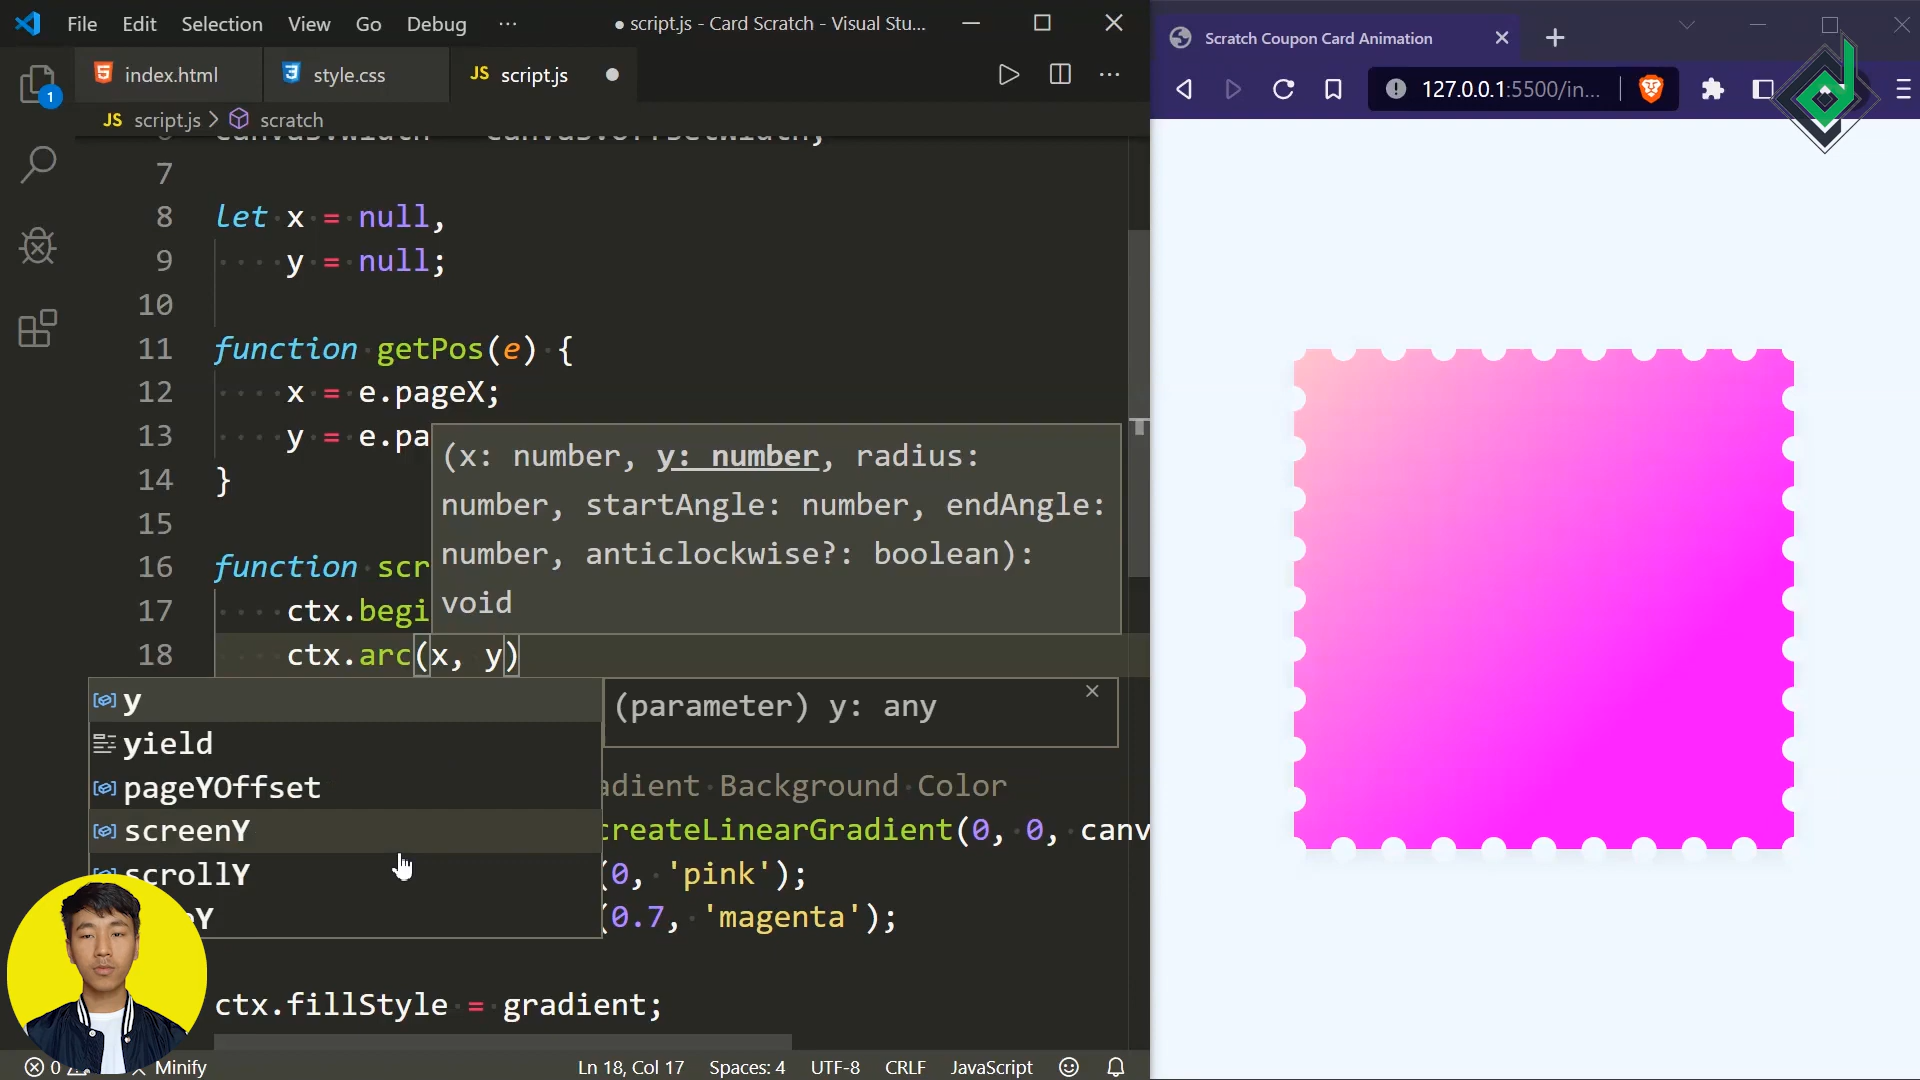 File Edit Selection View Go Debug ··· ● script.js - Card Scratch - Visual Stu...
Scratch Coupon Card Animation
index.html style.css JS script.js ●
127.0.0.1:5500/in...
1
JS script.js > scratch
7
8 let x = null,
9 y = null;
10
11 function getPos(e) {
12 x = e.pageX;
13 y = e.pa
14 }
15
16 function scr
17 ctx.begi
18 ctx.arc(x, y)
(x: number, y: number, radius:
number, startAngle: number, endAngle:
number, anticlockwise?: boolean):
void
y
yield
pageYOffset
screenY
scrollY
(parameter) y: any
adient Background Color
createLinearGradient(0, 0, canv
(0, 'pink');
(0.7, 'magenta');
ctx.fillStyle = gradient;
0 Minify Ln 18, Col 17 Spaces: 4 UTF-8 CRLF JavaScript